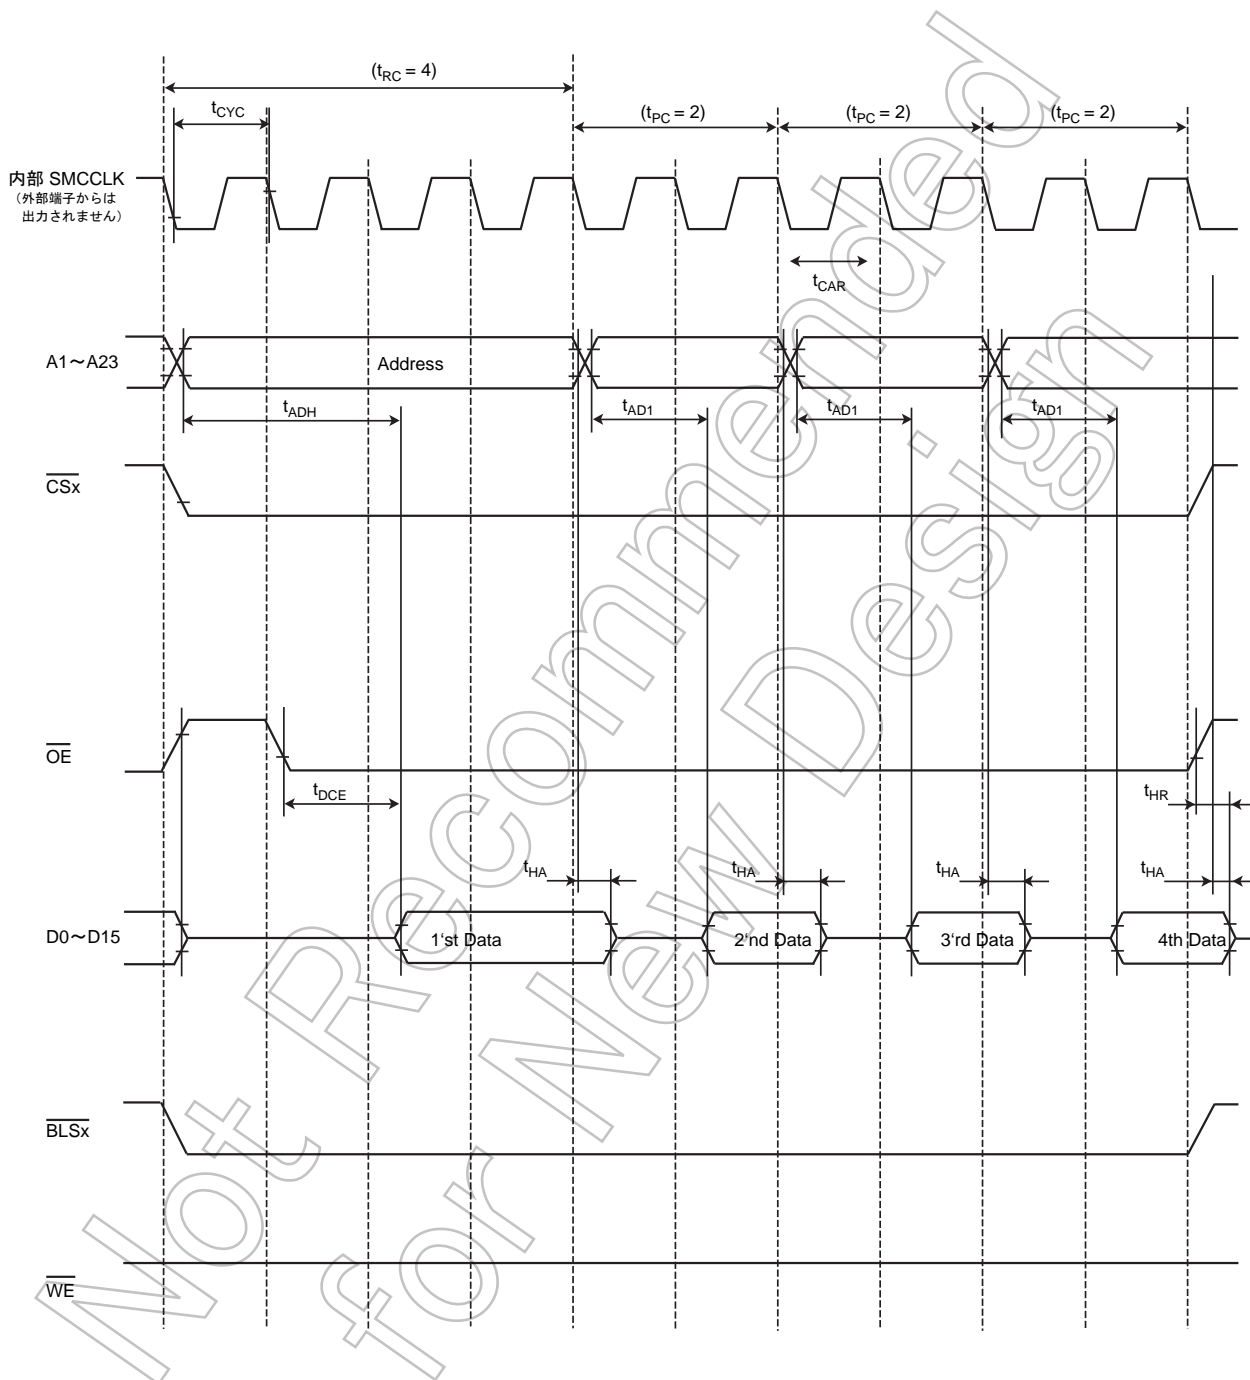 (tRC = 4)
tCYC
(tPC = 2)
(tPC = 2)
(tPC = 2)
内部 SMCCLK
（外部端子からは
出力されません）
tCAR
A1～A23
Address
tADH
tAD1
tAD1
tAD1
CSx
OE
tDCE
tHR
tHA
tHA
tHA
tHA
D0～D15
1'st Data
2'nd Data
3'rd Data
4th Data
BLSx
WE
Not Recommended
for New Design